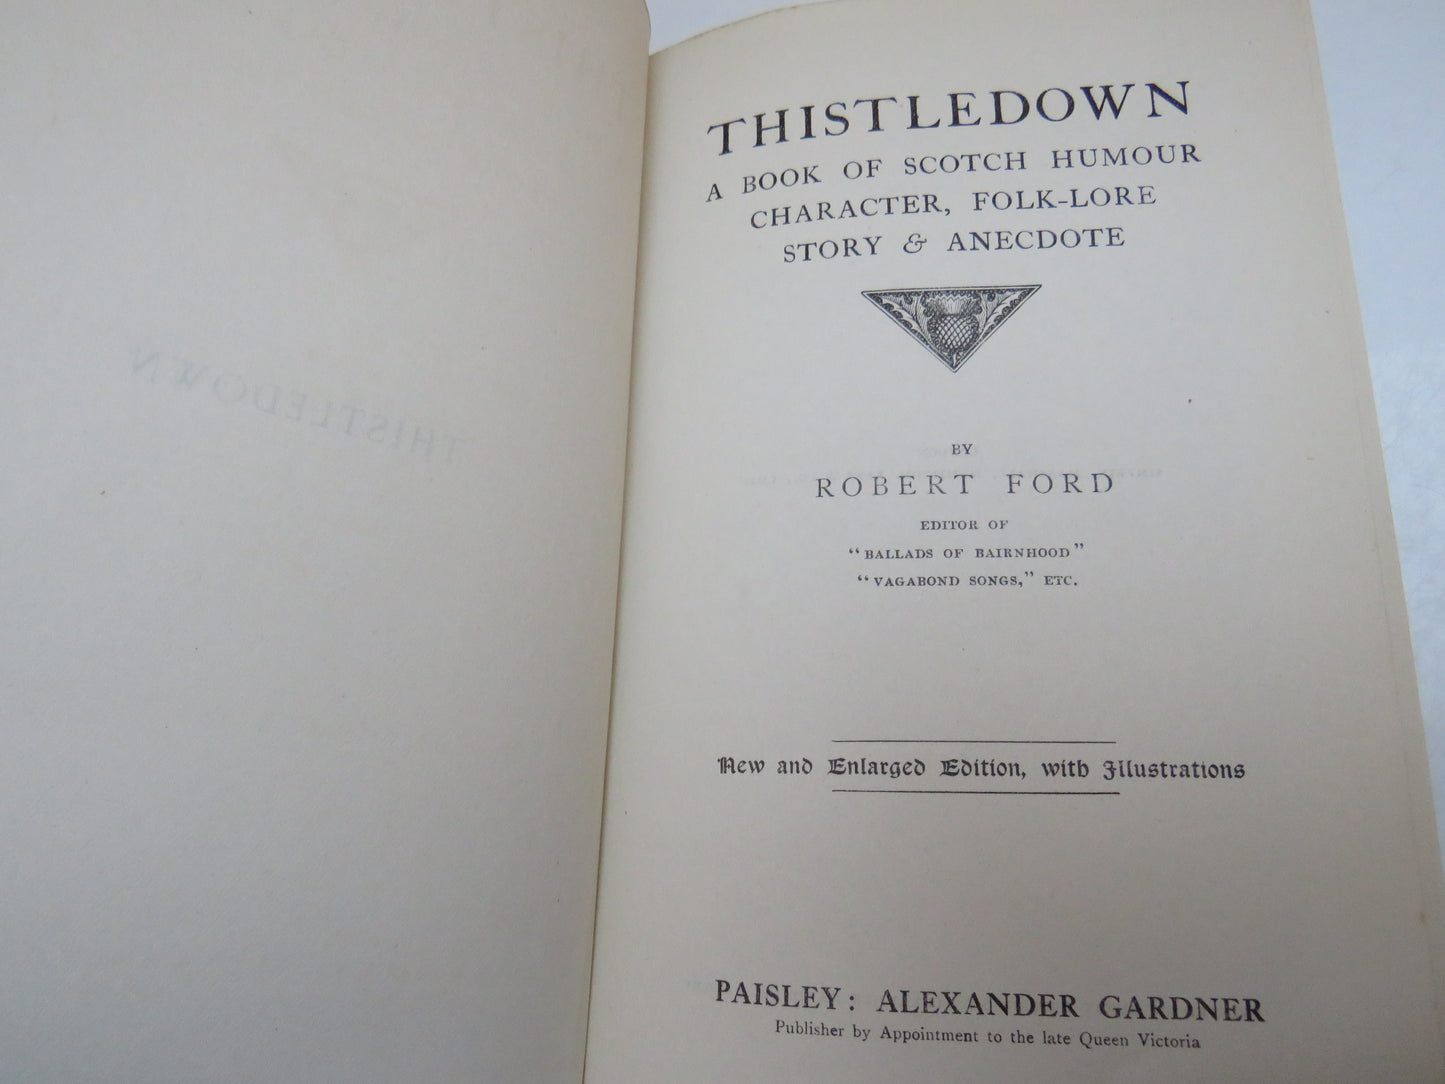 THISTLEDOWN
THISTLEDOWN
A BOOK OF SCOTCH HUMOUR
CHARACTER, FOLK-LORE
STORY & ANECDOTE
BY
ROBERT FORD
EDITOR OF
"BALLADS OF BAIRNHOOD"
"VAGABOND SONGS," ETC.
New and Enlarged Edition, with Illustrations
PAISLEY: ALEXANDER GARDNER
Publisher by Appointment to the late Queen Victoria